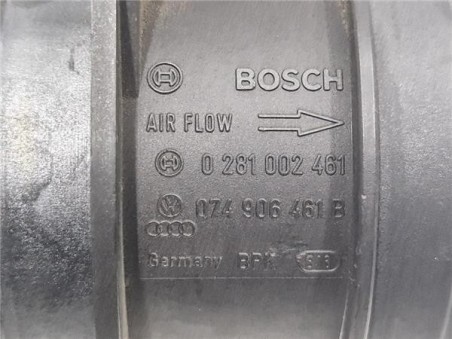 BOSCH
AIR FLOW
0 281 002 461
074 906 461 B
Germany